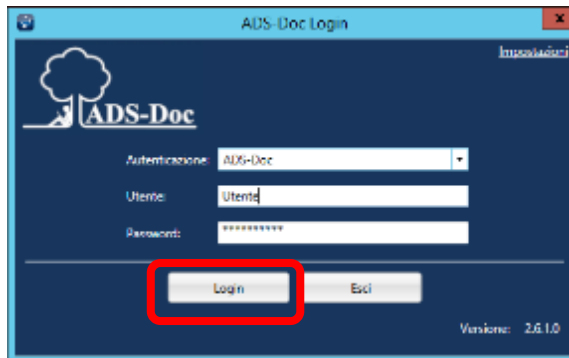 ADS-Doc Login
x
Impostazioni
ADS-Doc
Autenticazione: ADS-Doc
Utente: Utente
Password: **********
Login Esci
Versione: 2.6.1.0